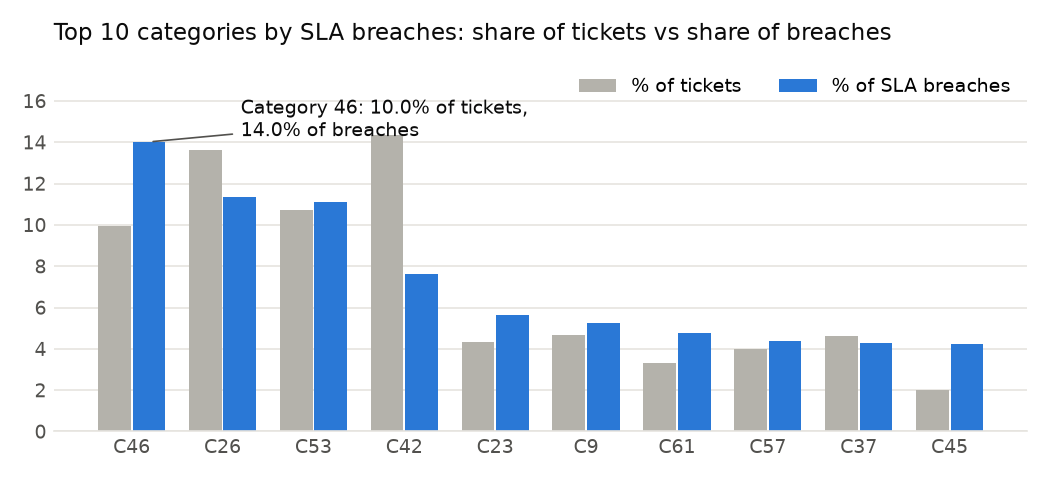 Top 10 categories by SLA breaches: share of tickets vs share of breaches
% of tickets
% of SLA breaches
Category 46: 10.0% of tickets,
14.0% of breaches
16
14
12
10
8
6
4
2
0
C46
C26
C53
C42
C23
C9
C61
C57
C37
C45